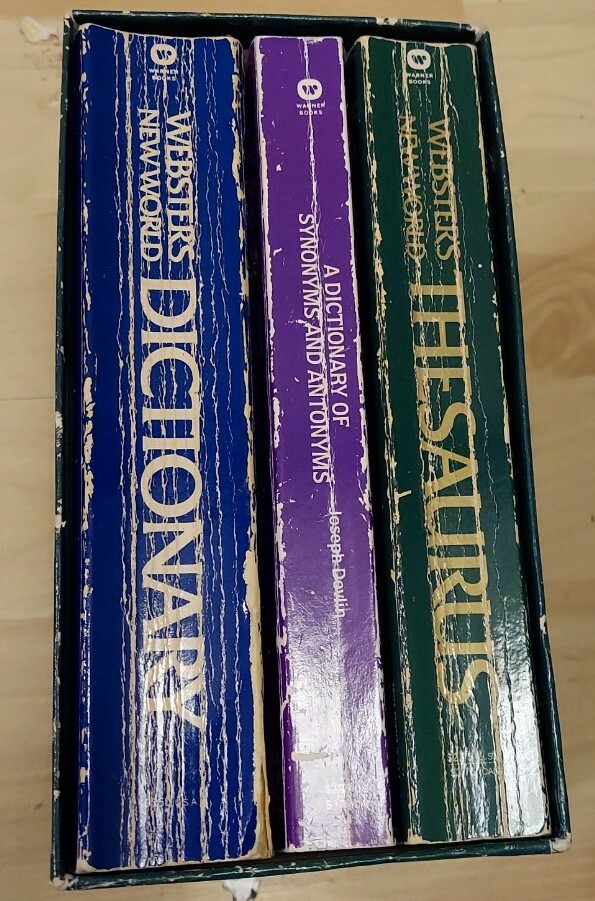 WARNER
BOOKS
WEBSTER'S
NEW WORLD
DICTIONARY
WARNER
BOOKS
A DICTIONARY OF
SYNONYMS AND ANTONYMS
Joseph Devlin
WARNER
BOOKS
WEBSTER'S
NEW WORLD
THESAURUS